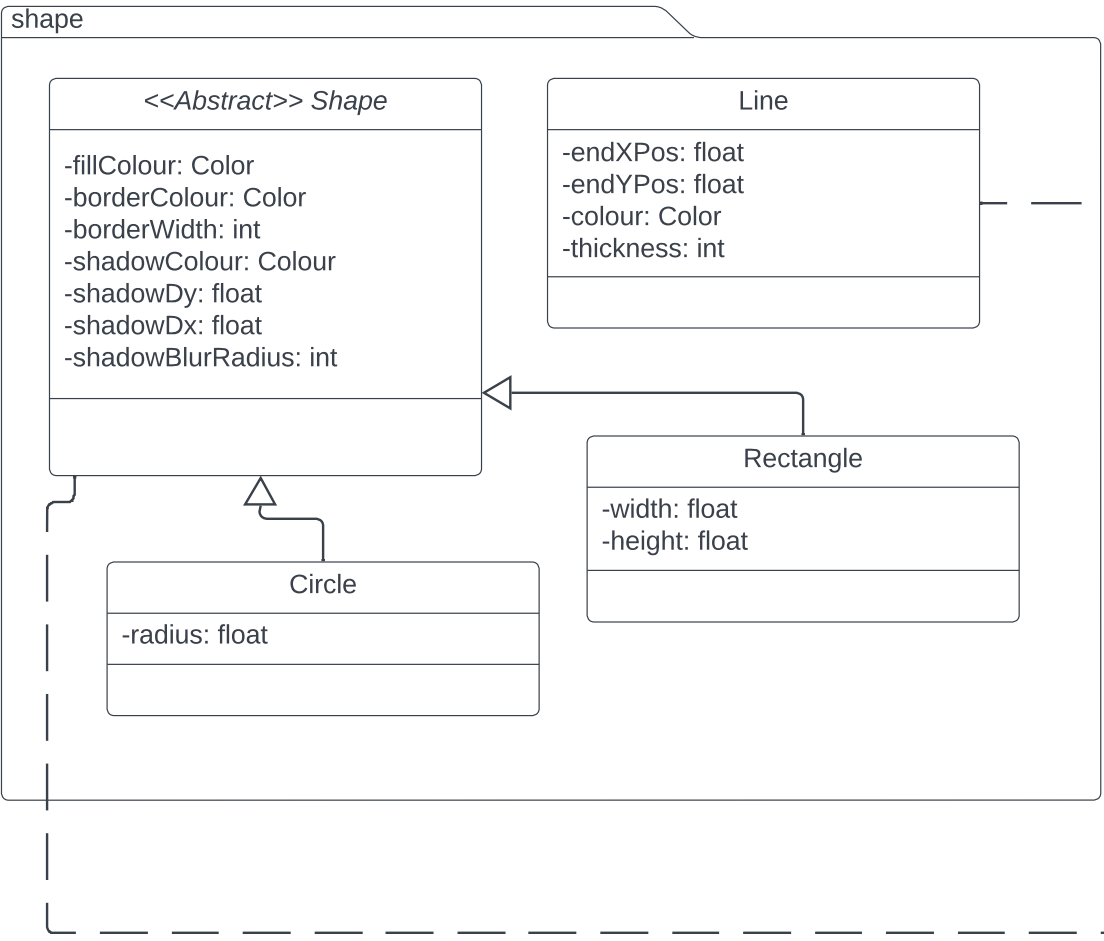 shape
<<Abstract>> Shape
-fillColour: Color
-borderColour: Color
-borderWidth: int
-shadowColour: Colour
-shadowDy: float
-shadowDx: float
-shadowBlurRadius: int
Line
-endXPos: float
-endYPos: float
-colour: Color
-thickness: int
Rectangle
-width: float
-height: float
Circle
-radius: float